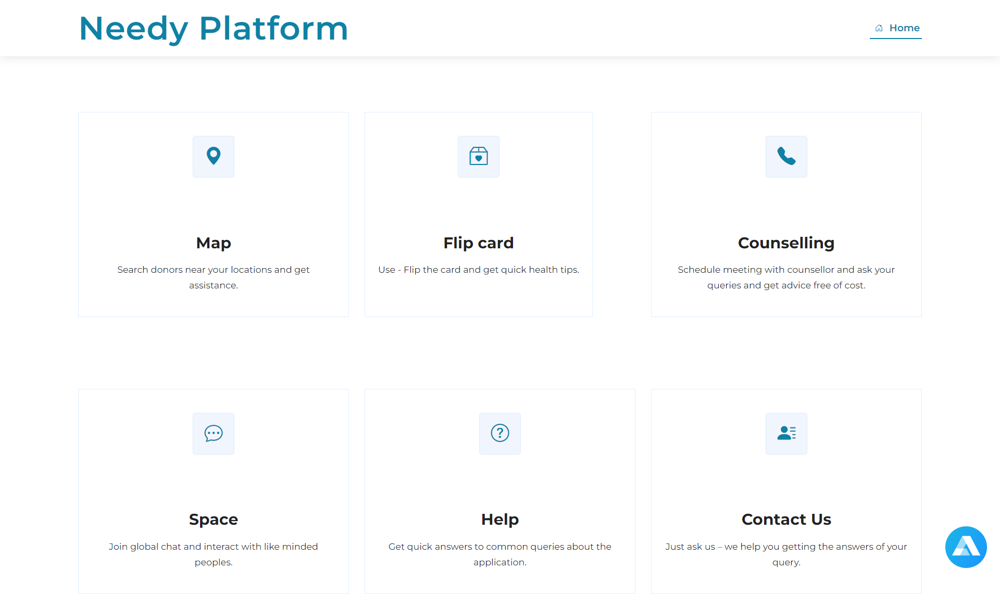 Needy Platform
Home
Map
Search donors near your locations and get
assistance.
Flip card
Use - Flip the card and get quick health tips.
Counselling
Schedule meeting with counsellor and ask your
queries and get advice free of cost.
Space
Join global chat and interact with like minded
peoples.
Help
Get quick answers to common queries about the
application.
Contact Us
Just ask us – we help you getting the answers of your
query.